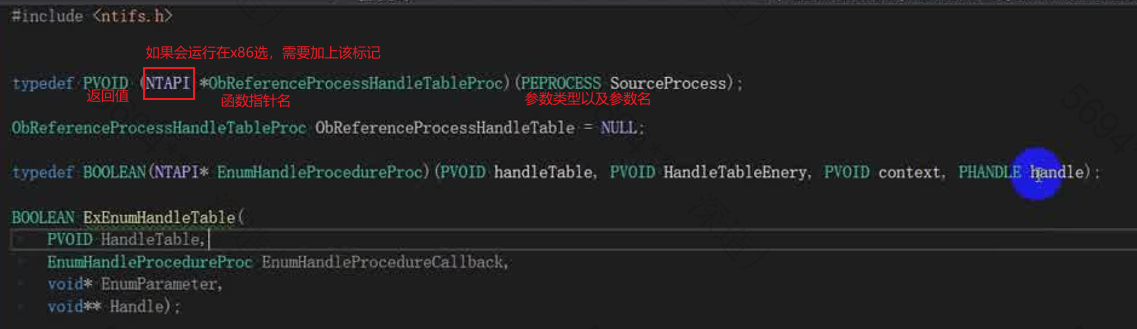 #include <ntifs.h>
如果会运行在x86选，需要加上该标记
typedef PVOID (NTAPI *ObReferenceProcessHandleTableProc)(PEPROCESS SourceProcess);
返回值 函数指针名 参数类型以及参数名
ObReferenceProcessHandleTableProc ObReferenceProcessHandleTable = NULL;
typedef BOOLEAN(NTAPI* EnumHandleProcedureProc)(PVOID handleTable, PVOID HandleTableEnery, PVOID context, PHANDLE handle);
BOOLEAN ExEnumHandleTable(
PVOID HandleTable,
EnumHandleProcedureProc EnumHandleProcedureCallback,
void* EnumParameter,
void** Handle);